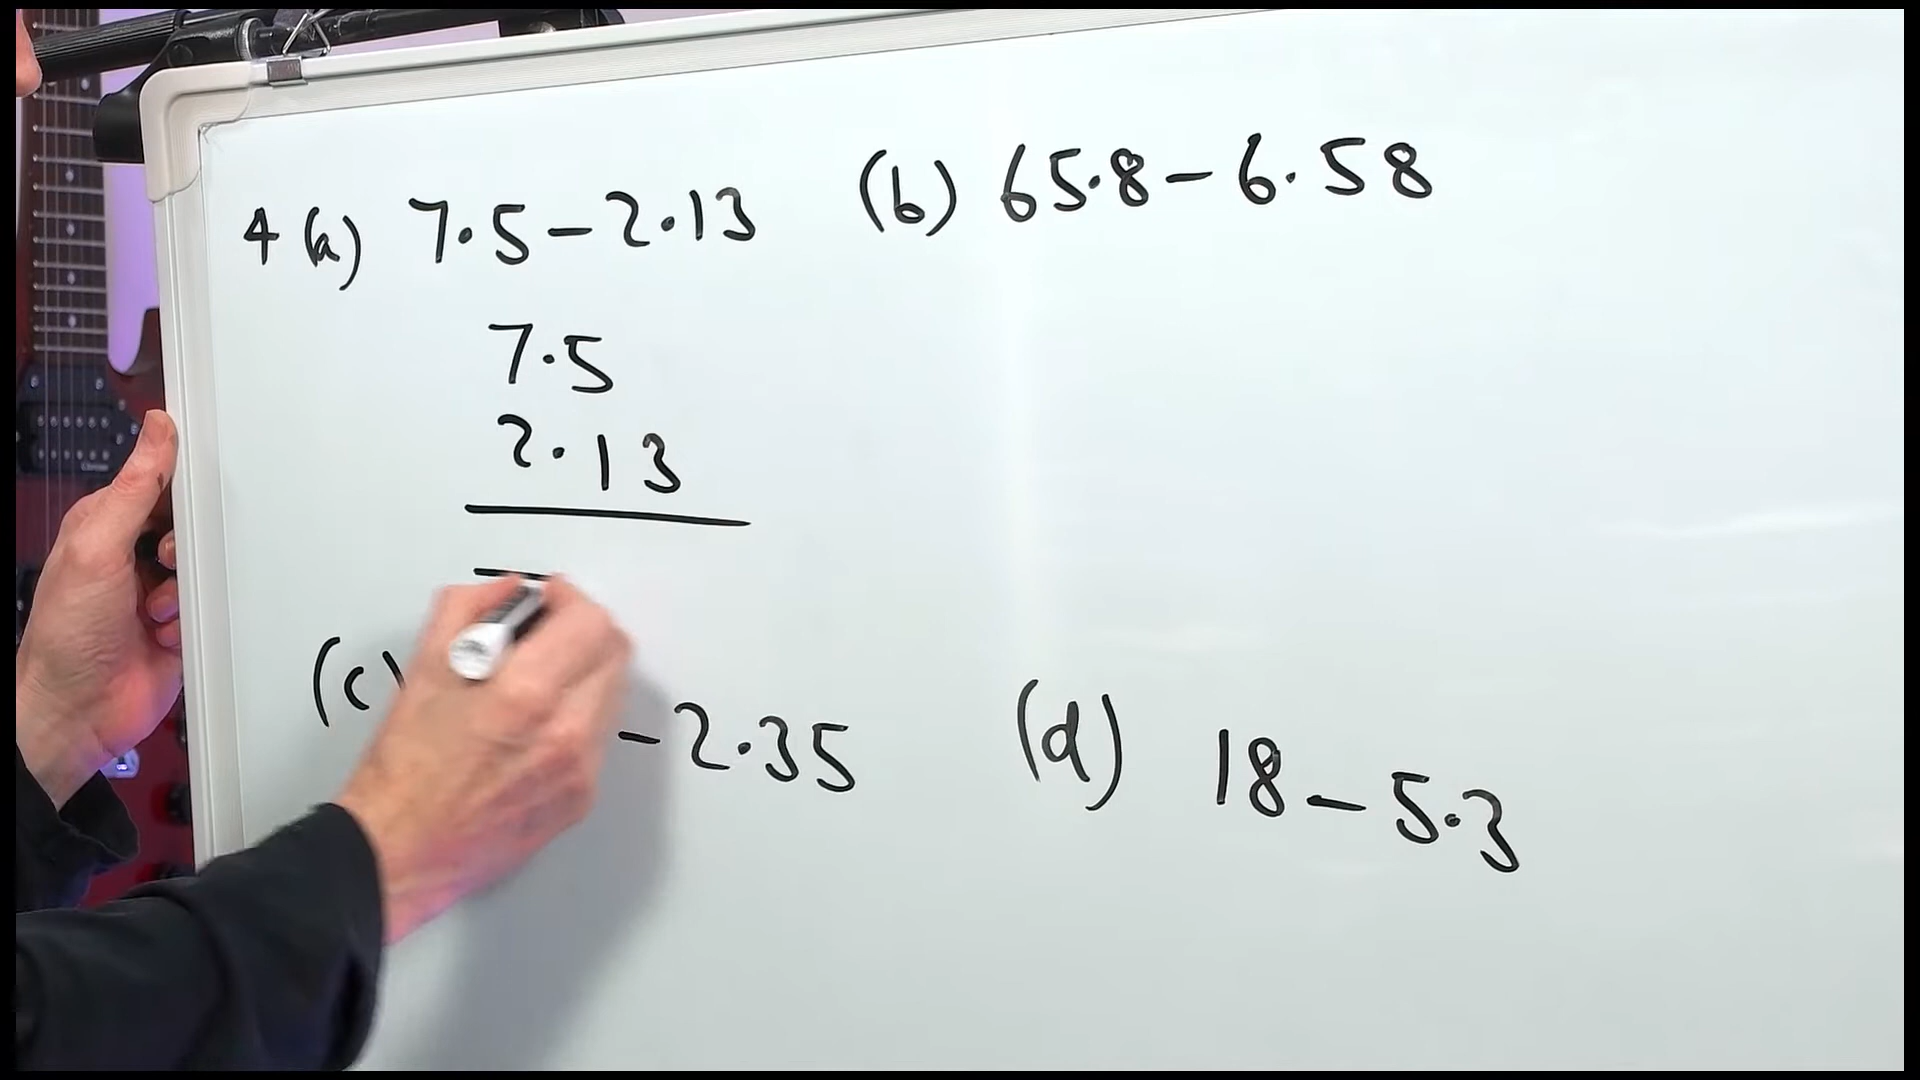 4 (a) 7.5 - 2.13
(b) 65.8 - 6.58
7.5
2.13
(c) - 2.35
(d) 18 - 5.3